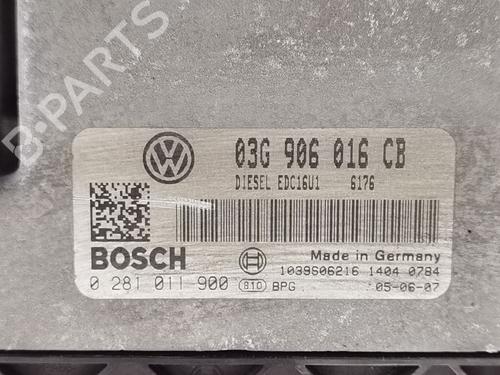 B-PARTS
03G 906 016 CB
DIESEL EDC16U1 6176
BOSCH
Made in Germany
0 281 011 900 810 BPG
1039S06216 1404 0784
05-06-07